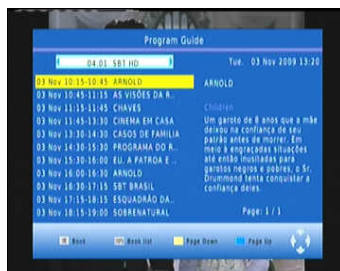 Program Guide
04.01 SBT HD
Tue. 03 Nov 2009 13:20
03 Nov 10:15-10:45 ARNOLD
03 Nov 10:45-11:15 AS VISÕES DA R..
03 Nov 11:15-11:45 CHAVES
03 Nov 11:45-13:30 CINEMA EM CASA
03 Nov 13:30-14:30 CASOS DE FAMILIA
03 Nov 14:30-15:30 PROGRAMA DO R..
03 Nov 15:30-16:00 EU, A PATROA E ..
03 Nov 16:00-16:30 ARNOLD
03 Nov 16:30-17:15 SBT BRASIL
03 Nov 17:15-18:15 ESQUADRÃO DA..
03 Nov 18:15-19:00 SOBRENATURAL
ARNOLD
Children
Um garoto de 8 anos que a mãe
deixou na confiança de seu
patrão antes de morrer. Em
meio à engraçadas situações
até então inusitadas para
garotos negros e pobres, o Sr.
Drummond tenta conquistar a
confiança deles.
Page: 1 / 1
Book
Book list
Page Down
Page Up